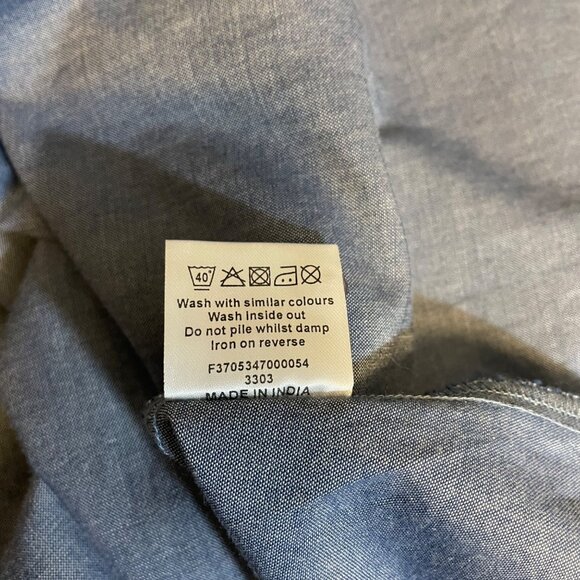 40
Wash with similar colours
Wash inside out
Do not pile whilst damp
Iron on reverse
F3705347000054
3303
MADE IN INDIA